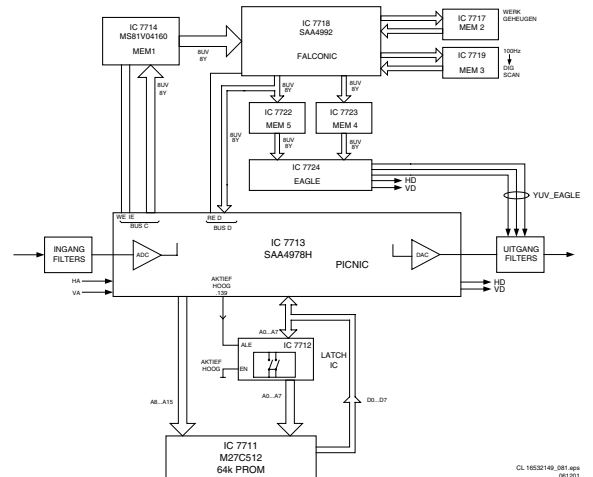 IC 7714
MS81V04160
MEM1
8UV
8Y
IC 7718
SAA4992
FALCONIC
IC 7717
MEM 2
WERK
GEHEUGEN
IC 7719
MEM 3
100Hz
DIG
SCAN
8UV
8Y
8UV
8Y
8UV
8Y
8UV
8Y
IC 7722
MEM 5
IC 7723
MEM 4
8UV
8Y
8UV
8Y
IC 7724
EAGLE
HD
VD
YUV_EAGLE
WE IE
BUS C
RE D
BUS D
INGANG
FILTERS
ADC
IC 7713
SAA4978H
PICNIC
DAC
UITGANG
FILTERS
HA
VA
HD
VD
AKTIEF
HOOG
.139
A0...A7
ALE
IC 7712
LATCH
IC
AKTIEF
HOOG
EN
A8...A15
A0...A7
D0...D7
IC 7711
M27C512
64k PROM
CL 16532149_081.eps
061201